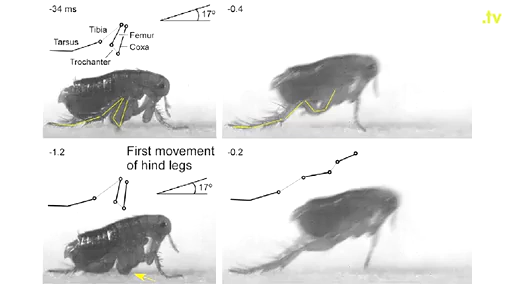 -34 ms
17°
Tibia
Tarsus
Femur
Coxa
Trochanter
-0.4
.tv
-1.2
First movement
of hind legs
17°
-0.2